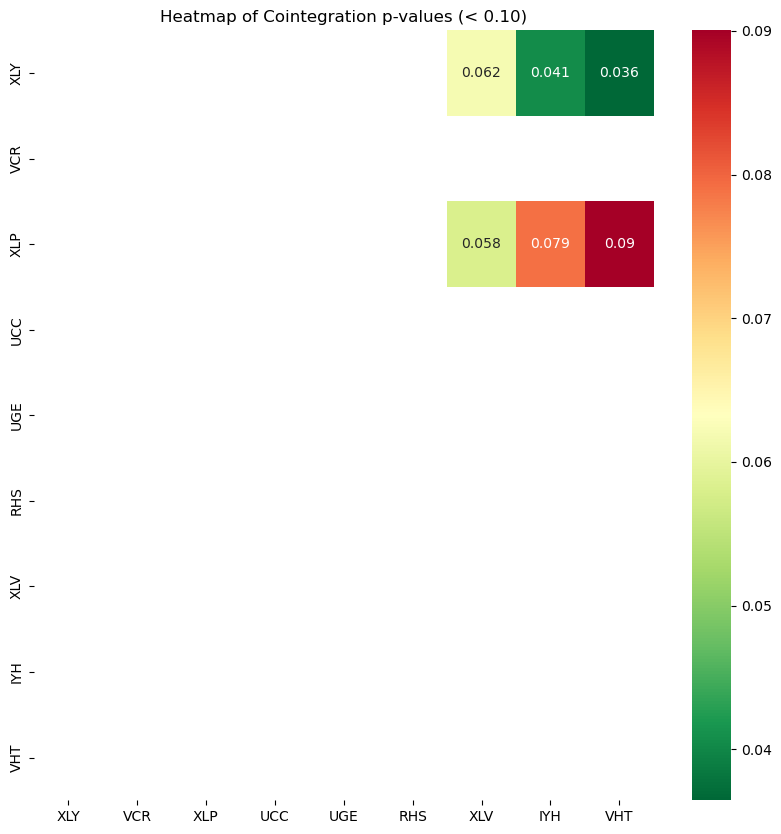 Heatmap of Cointegration p-values (< 0.10)
XLY
VCR
XLP
UCC
UGE
RHS
XLV
IYH
VHT
0.062 0.041 0.036
0.058 0.079 0.09
XLY VCR XLP UCC UGE RHS XLV IYH VHT
0.09
0.08
0.07
0.06
0.05
0.04